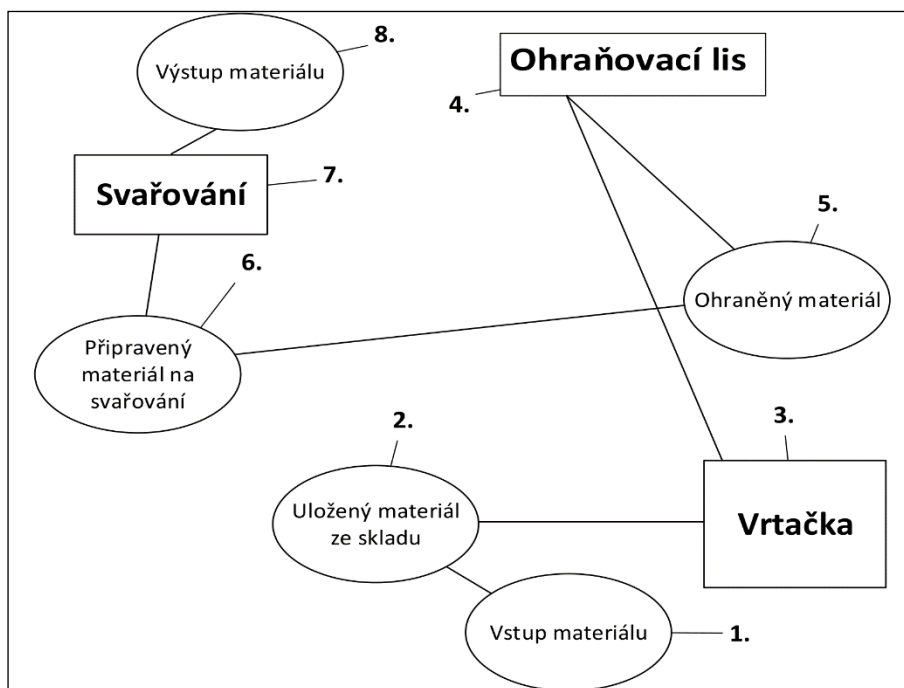 8.
Výstup materiálu
Ohraňovací lis
4.
Svařování
7.
5.
6.
Ohraněný materiál
Připravený
materiál na
svařování
2.
3.
Uložený materiál
ze skladu
Vrtačka
Vstup materiálu
1.